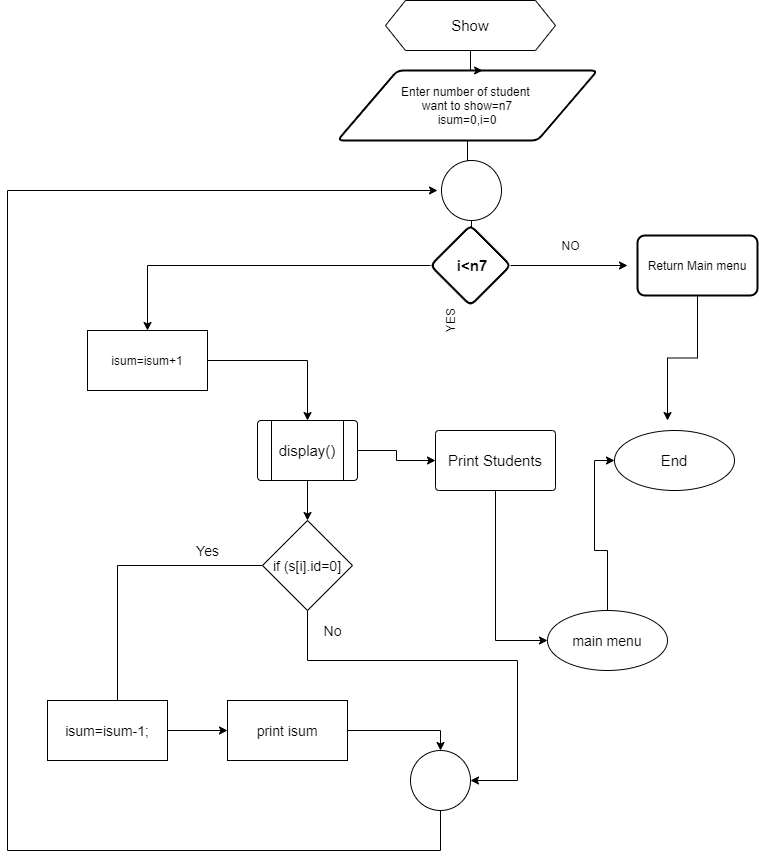 Show
Enter number of student
want to show=n7
isum=0,i=0
NO
i<n7
Return Main menu
YES
isum=isum+1
display()
Print Students
End
Yes
if (s[i].id=0]
No
main menu
isum=isum-1;
print isum